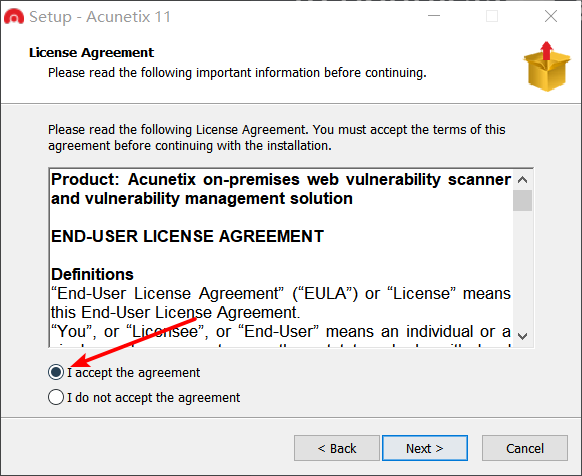 Setup - Acunetix 11
License Agreement
Please read the following important information before continuing.
Please read the following License Agreement. You must accept the terms of this
agreement before continuing with the installation.
Product: Acunetix on-premises web vulnerability scanner
and vulnerability management solution
END-USER LICENSE AGREEMENT
Definitions
“End-User License Agreement” (“EULA”) or “License” means
this End-User License Agreement.
“You”, or “Licensee”, or “End-User” means an individual or a
I accept the agreement
I do not accept the agreement
< Back
Next >
Cancel